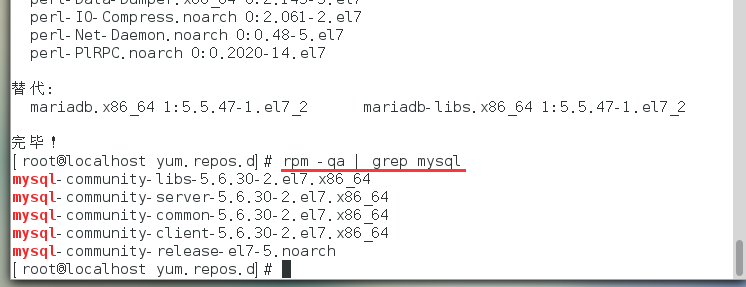 perl-Data-Dumper.x86_64 0:2.145-3.el7
perl-IO-Compress.noarch 0:2.061-2.el7
perl-Net-Daemon.noarch 0:0.48-5.el7
perl-PlRPC.noarch 0:0.2020-14.el7
替代:
mariadb.x86_64 1:5.5.47-1.el7_2 mariadb-libs.x86_64 1:5.5.47-1.el7_2
完毕！
[root@localhost yum.repos.d]# rpm -qa | grep mysql
mysql-community-libs-5.6.30-2.el7.x86_64
mysql-community-server-5.6.30-2.el7.x86_64
mysql-community-common-5.6.30-2.el7.x86_64
mysql-community-client-5.6.30-2.el7.x86_64
mysql-community-release-el7-5.noarch
[root@localhost yum.repos.d]#